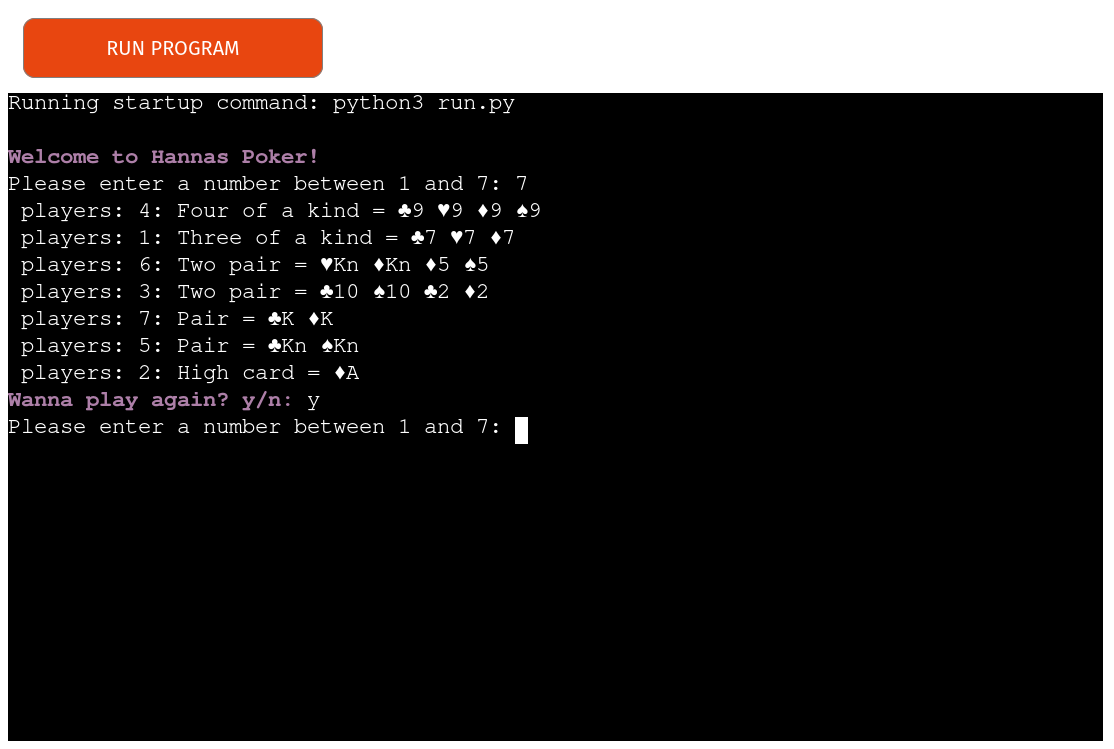 RUN PROGRAM
Running startup command: python3 run.py
Welcome to Hannas Poker!
Please enter a number between 1 and 7: 7
players: 4: Four of a kind = ♣9 ♥9 ♦9 ♠9
players: 1: Three of a kind = ♣7 ♥7 ♦7
players: 6: Two pair = ♥Kn ♦Kn ♦5 ♠5
players: 3: Two pair = ♣10 ♠10 ♣2 ♦2
players: 7: Pair = ♣K ♦K
players: 5: Pair = ♣Kn ♠Kn
players: 2: High card = ♦A
Wanna play again? y/n: y
Please enter a number between 1 and 7: